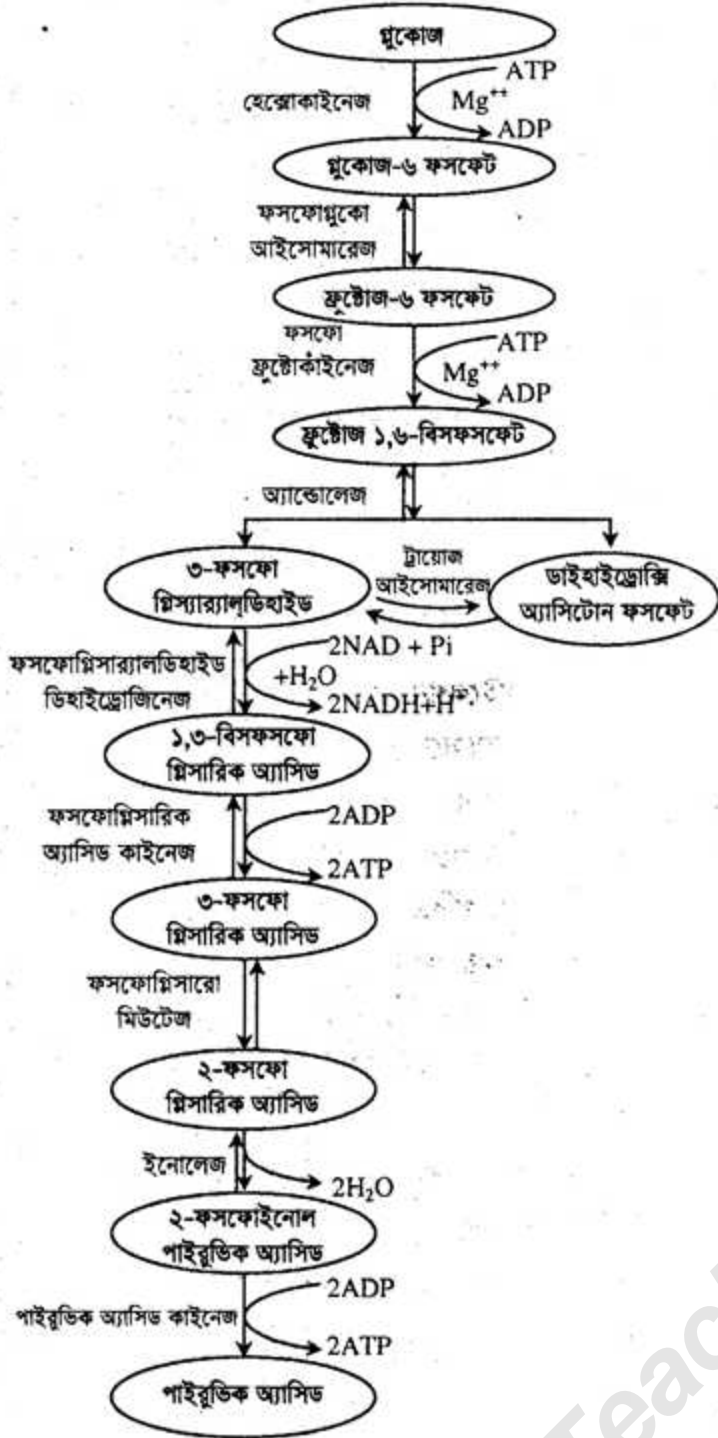 গ্লুকোজ
ATP
হেক্সোকাইনেজ
Mg++
ADP
গ্লুকোজ-৬ ফসফেট
ফসফোগ্লুকো
আইসোমারেজ
ফ্রুক্টোজ-৬ ফসফেট
ফসফো
ফ্রুক্টোকাইনেজ
ATP
Mg++
ADP
ফ্রুক্টোজ ১,৬-বিসফসফেট
অ্যাল্ডোলেজ
৩-ফসফো
গ্লিস্যার‍্যাল্ডিহাইড
ট্রায়োজ
আইসোমারেজ
ডাইহাইড্রোক্সি
অ্যাসিটোন ফসফেট
ফসফোগ্লিসার‍্যালডিহাইড
ডিহাইড্রোজিনেজ
2NAD + Pi
+H₂O
2NADH+H+
১,৩-বিসফসফো
গ্লিসারিক অ্যাসিড
ফসফোগ্লিসারিক
অ্যাসিড কাইনেজ
2ADP
2ATP
৩-ফসফো
গ্লিসারিক অ্যাসিড
ফসফোগ্লিসারো
মিউটেজ
২-ফসফো
গ্লিসারিক অ্যাসিড
ইনোলেজ
2H₂O
২-ফসফোইনোল
পাইরুভিক অ্যাসিড
পাইরুভিক অ্যাসিড কাইনেজ
2ADP
2ATP
পাইরুভিক অ্যাসিড
Teach